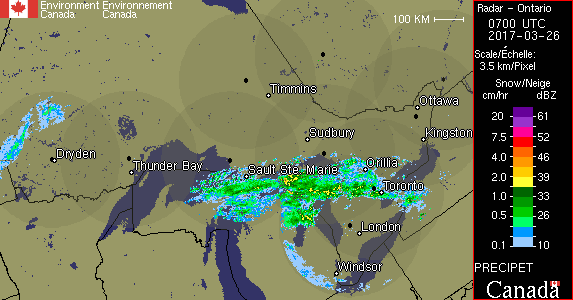 Environment Environnement
Canada Canada
100 KM
Timmins
Ottawa
Sudbury
Kingston
Dryden
Thunder Bay
Sault Ste. Marie
Orillia
Toronto
London
Windsor
Radar - Ontario
0700 UTC
2017-03-26
Scale/Échelle:
3.5 km/Pixel
Snow/Neige
cm/hr dBZ
20 61
7.5 52
4.0 46
2.0 39
1.0 33
0.5 26
0.1 10
PRECIPET
Canada